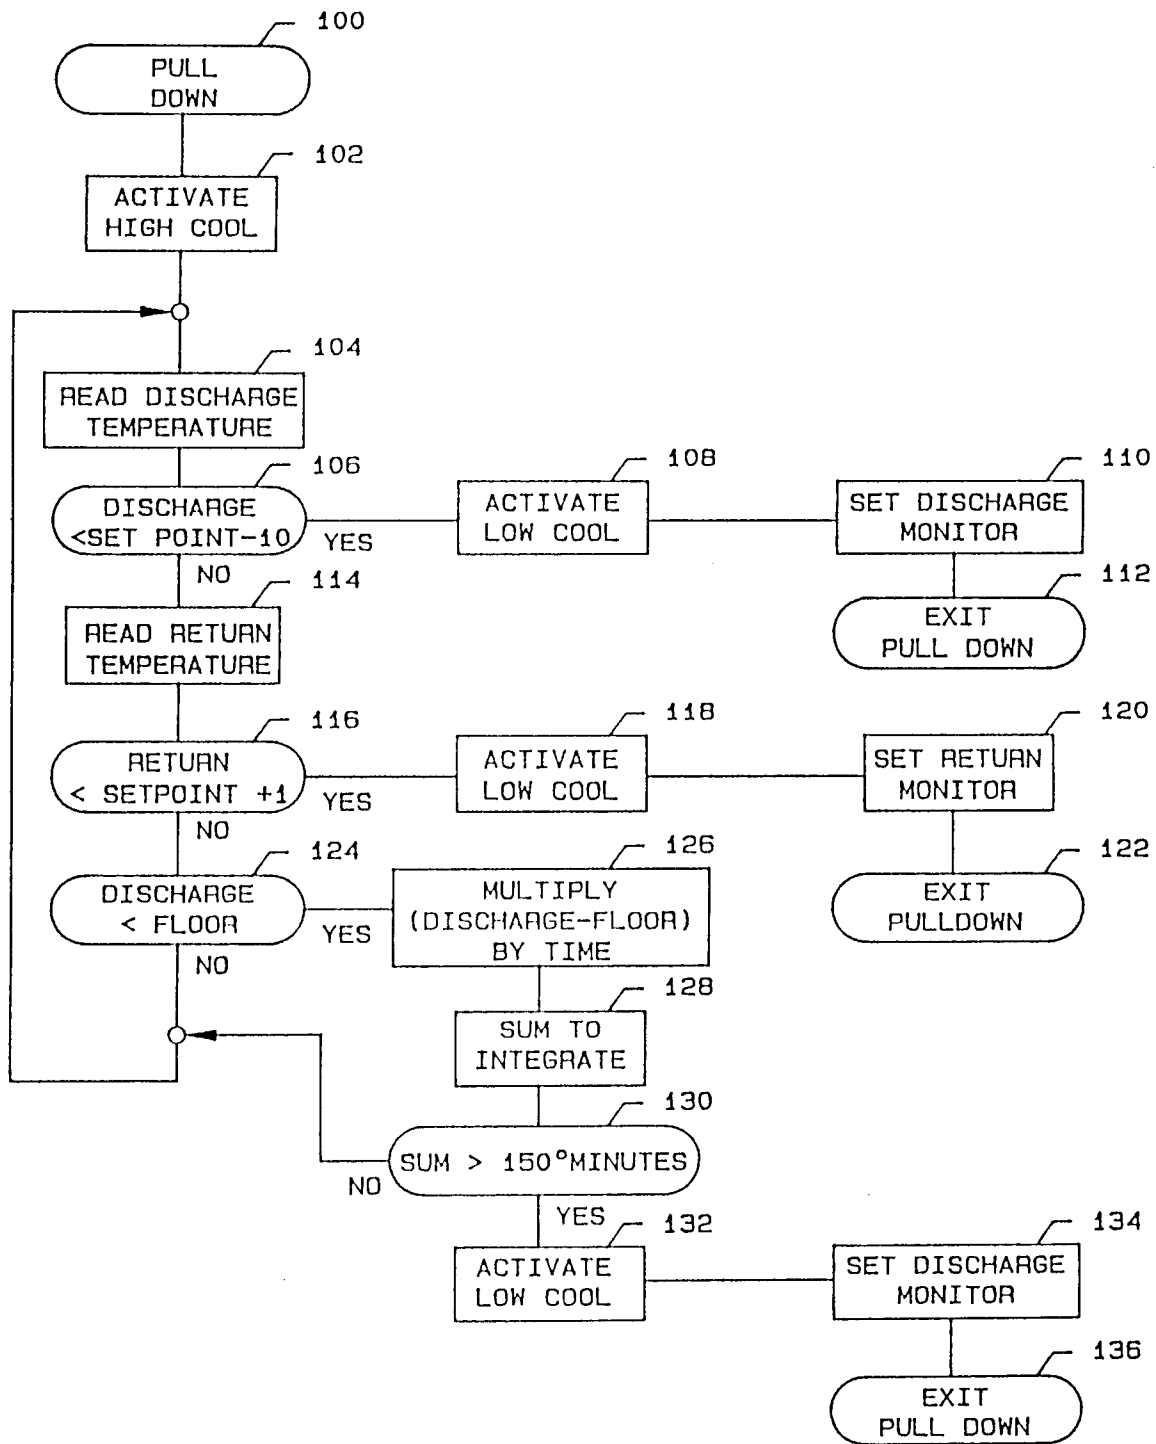 100
PULL
DOWN
102
ACTIVATE
HIGH COOL
104
READ DISCHARGE
TEMPERATURE
106
DISCHARGE
<SET POINT-10
YES
NO
108
ACTIVATE
LOW COOL
110
SET DISCHARGE
MONITOR
112
EXIT
PULL DOWN
114
READ RETURN
TEMPERATURE
116
RETURN
< SETPOINT +1
YES
NO
118
ACTIVATE
LOW COOL
120
SET RETURN
MONITOR
122
EXIT
PULLDOWN
124
DISCHARGE
< FLOOR
YES
NO
126
MULTIPLY
(DISCHARGE-FLOOR)
BY TIME
128
SUM TO
INTEGRATE
130
SUM > 150°MINUTES
NO
YES
132
ACTIVATE
LOW COOL
134
SET DISCHARGE
MONITOR
136
EXIT
PULL DOWN